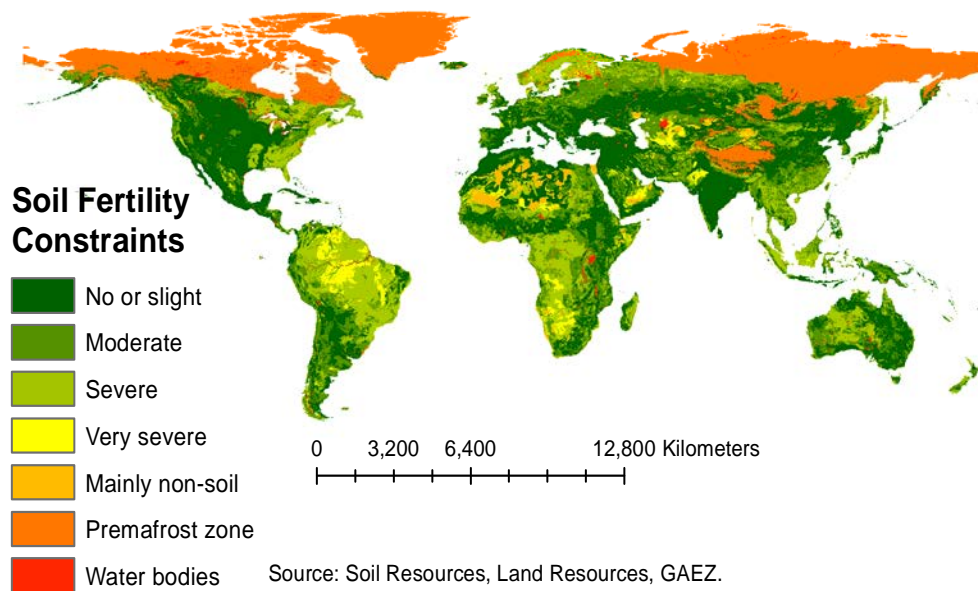 Soil Fertility
Constraints
No or slight
Moderate
Severe
Very severe
Mainly non-soil
Premafrost zone
Water bodies
0 3,200 6,400 12,800 Kilometers
Source: Soil Resources, Land Resources, GAEZ.